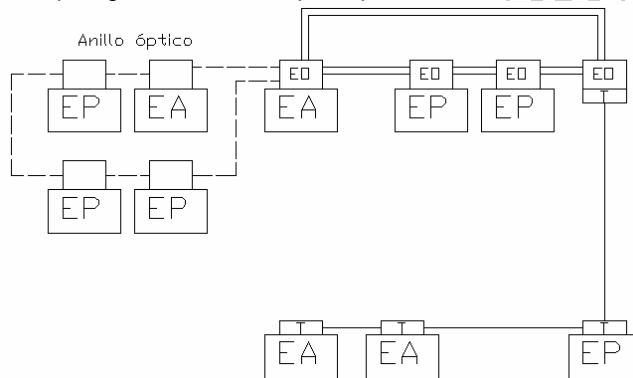 Anillo óptico
EO EO EO EO
EP EA EA EP EP T
EP EP
T T T
EA EA EP